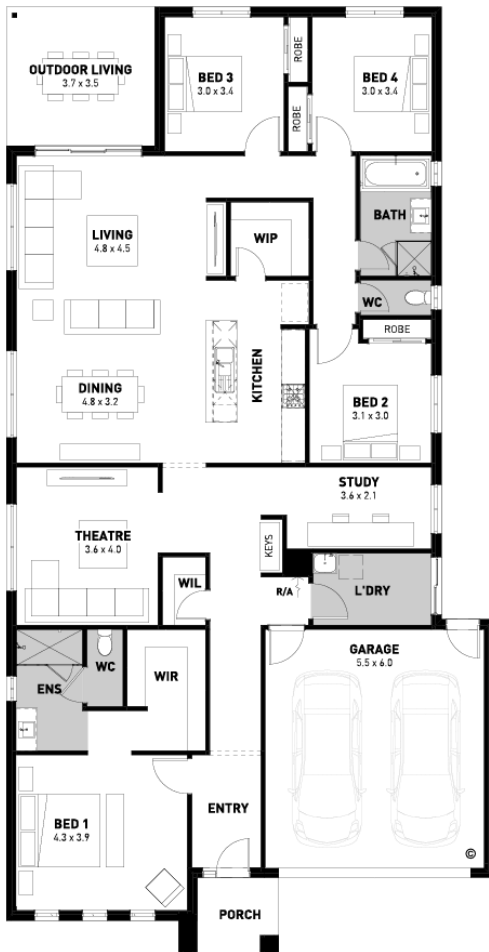 OUTDOOR LIVING
3.7 x 3.5
BED 3
3.0 x 3.4
ROBE
ROBE
BED 4
3.0 x 3.4
BATH
LIVING
4.8 x 4.5
WIP
WC
ROBE
KITCHEN
DINING
4.8 x 3.2
BED 2
3.1 x 3.0
STUDY
3.6 x 2.1
THEATRE
3.6 x 4.0
KEYS
WIL
R/A
L'DRY
GARAGE
5.5 x 6.0
WC
ENS
WIR
BED 1
4.3 x 3.9
ENTRY
©
PORCH